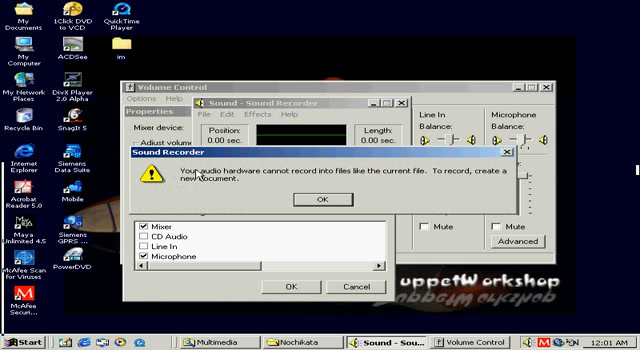 My Documents
1Click DVD to VCD
QuickTime Player
My Computer
ACDSee
im
My Network Places
DivX Player 2.0 Alpha
Recycle Bin
SnagIt 5
Internet Explorer
Siemens Data Suite
Acrobat Reader 5.0
Mobile
Maya Unlimited 4.5
Siemens GPRS ...
McAfee Scan for Viruses
PowerDVD
McAfee Securi...
Volume Control
Options Help
Properties
Mixer device:
Adjust volume
Sound - Sound Recorder
File Edit Effects Help
Position:
0.00 sec.
Length:
0.00 sec.
Line In
Balance:
Microphone
Balance:
Sound Recorder
Your audio hardware cannot record into files like the current file. To record, create a
new document.
OK
Mixer
CD Audio
Line In
Microphone
Mute
Mute
Advanced
OK
Cancel
uppetWorkshop
Start
Multimedia
Nochikata
Sound - Sou...
Volume Control
12:01 AM